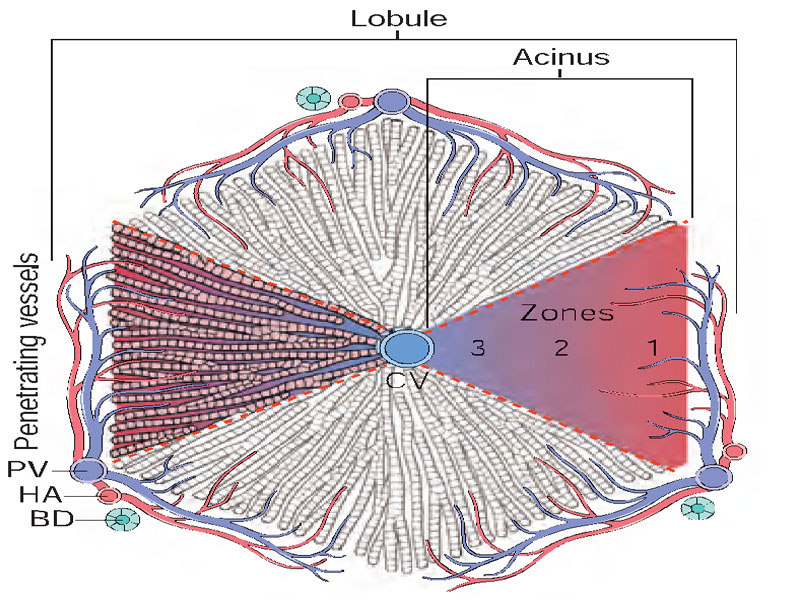 Lobule
Acinus
Penetrating vessels
Zones
3 2 1
CV
PV
HA
BD